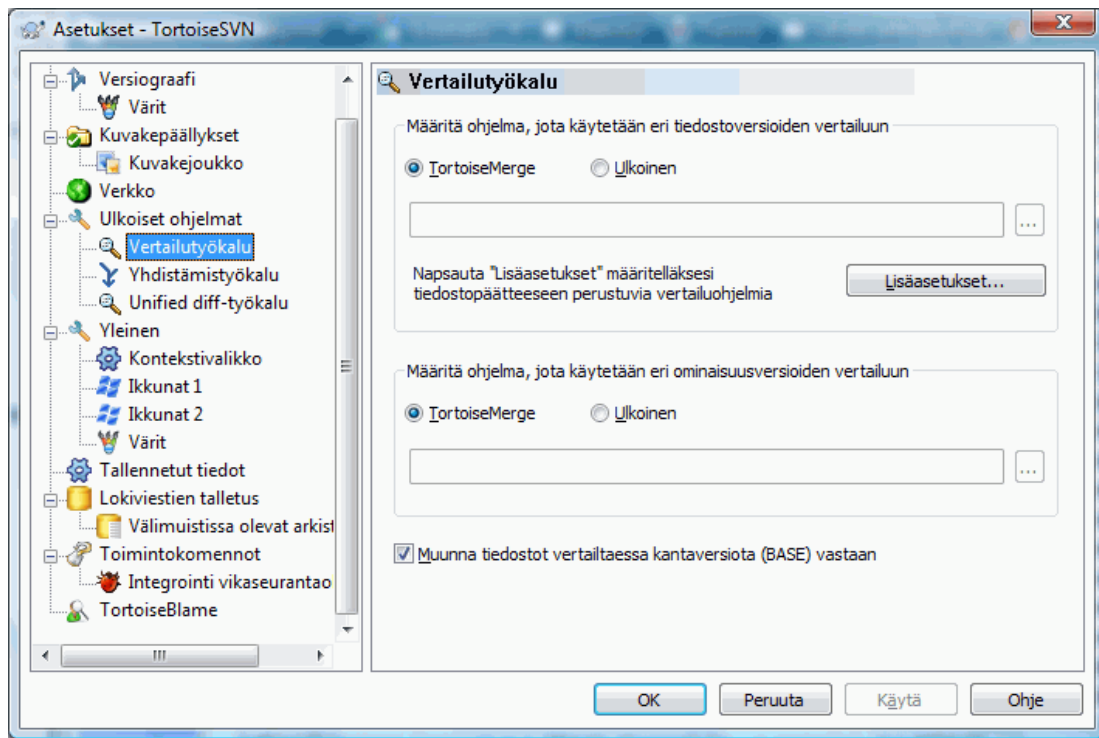 Asetukset - TortoiseSVN
Versiograafi
Värit
Kuvakepäällykset
Kuvakejoukko
Verkko
Ulkoiset ohjelmat
Vertailutyökalu
Yhdistämistyökalu
Unified diff-työkalu
Yleinen
Kontekstivalikko
Ikkunat 1
Ikkunat 2
Värit
Tallennetut tiedot
Lokiviestien talletus
Välimuistissa olevat arkist
Toimintokomennot
Integrointi vikaseurantao
TortoiseBlame
Vertailutyökalu
Määritä ohjelma, jota käytetään eri tiedostoversioiden vertailuun
TortoiseMerge Ulkoinen
...
Napsauta "Lisäasetukset" määritelläksesi
tiedostopäätteeseen perustuvia vertailuohjelmia
Lisäasetukset...
Määritä ohjelma, jota käytetään eri ominaisuusversioiden vertailuun
TortoiseMerge Ulkoinen
...
Muunna tiedostot vertailtaessa kantaversiota (BASE) vastaan
OK Peruuta Käytä Ohje